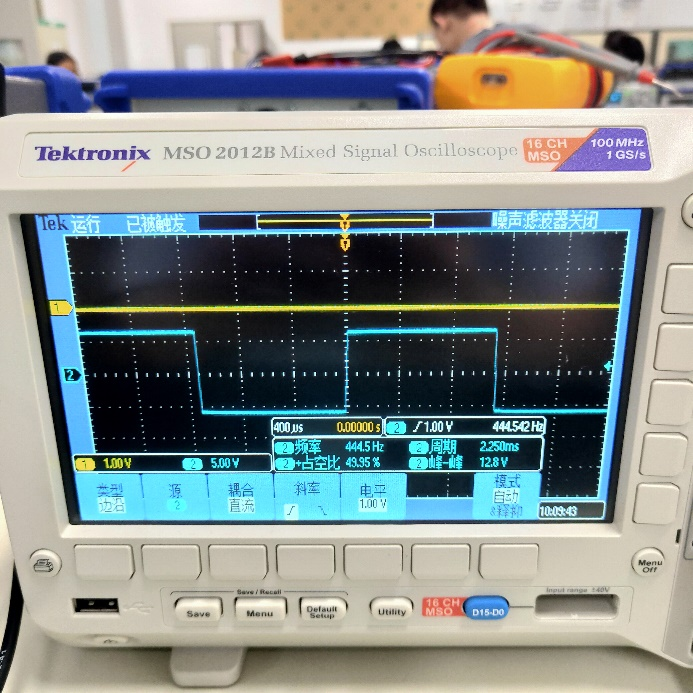 Tektronix MSO 2012B Mixed Signal Oscilloscope 16 CH MSO 100 MHz 1 GS/s
Tek 运行 已被触发 噪声滤波器关闭
1
2
400µs 0.00000 s 2 1.00 V 444.542 Hz
2 频率 444.5 Hz 2 周期 2.250ms
2 +占空比 49.95 % 2 峰-峰 12.8 V
1 1.00 V 2 5.00 V
类型 源 耦合 斜率 电平 模式
边沿 2 直流 1.00 V 自动
&释抑
10:09:43
Menu Off
Save / Recall
Input range ±40V
Save Menu Default Setup Utility 16 CH MSO D15-D0